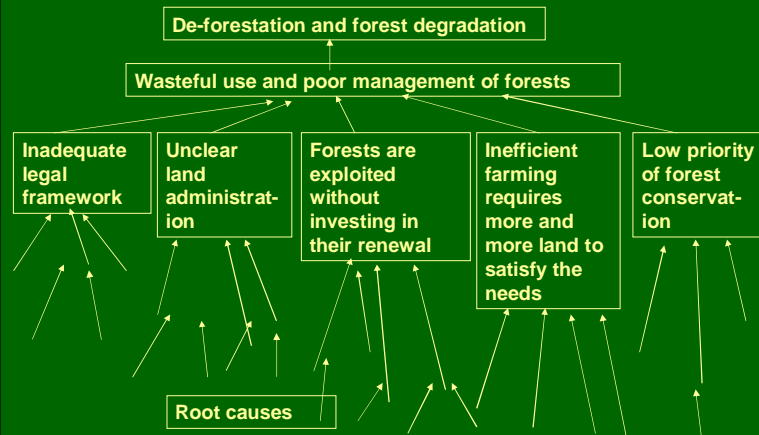 De-forestation and forest degradation
Wasteful use and poor management of forests
Inadequate
legal
framework
Unclear
land
administrat-
ion
Forests are
exploited
without
investing in
their renewal
Inefficient
farming
requires
more and
more land to
satisfy the
needs
Low priority
of forest
conservat-
ion
Root causes